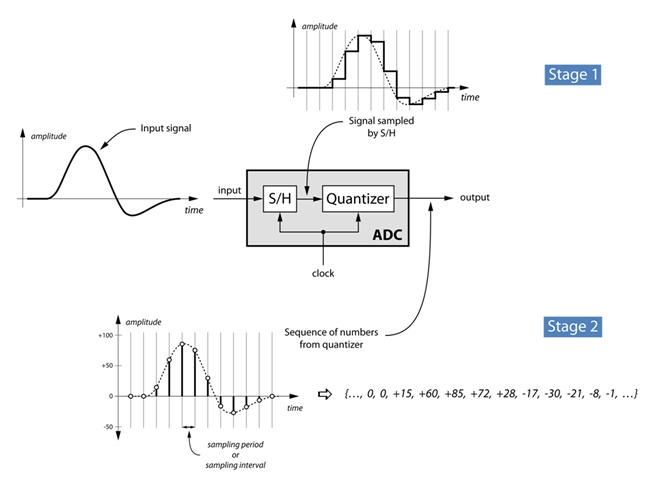 amplitude
Stage 1
time
Signal sampled
by S/H
amplitude
Input signal
time
input
S/H
Quantizer
output
ADC
clock
amplitude
Stage 2
Sequence of numbers
from quantizer
+100
+50
0
-50
time
{..., 0, 0, +15, +60, +85, +72, +28, -17, -30, -21, -8, -1, ...}
sampling period
or
sampling interval